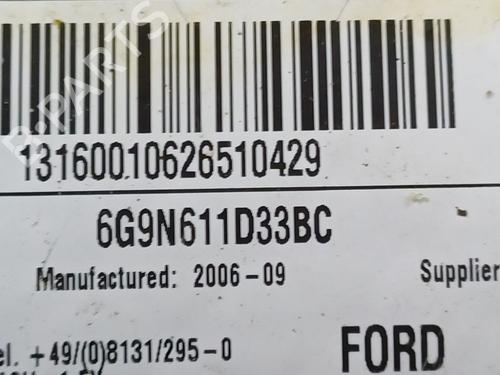 B-PARTS
13160010626510429
6G9N611D33BC
Manufactured: 2006-09
Supplier
el. +49/(0)8131/295-0
FORD